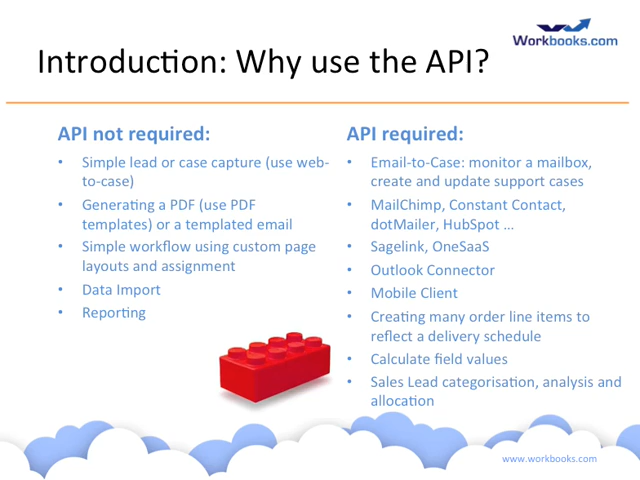 Workbooks.com
Introduction: Why use the API?
API not required:
• Simple lead or case capture (use web-
to-case)
• Generating a PDF (use PDF
templates) or a templated email
• Simple workflow using custom page
layouts and assignment
• Data Import
• Reporting
API required:
• Email-to-Case: monitor a mailbox,
create and update support cases
• MailChimp, Constant Contact,
dotMailer, HubSpot ...
• Sagelink, OneSaaS
• Outlook Connector
• Mobile Client
• Creating many order line items to
reflect a delivery schedule
• Calculate field values
• Sales Lead categorisation, analysis and
allocation
www.workbooks.com